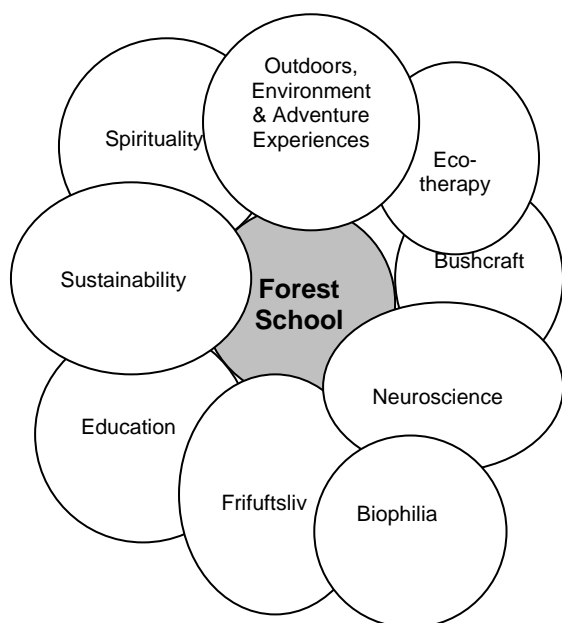 Outdoors,
Environment
& Adventure
Experiences
Spirituality
Eco-
therapy
Bushcraft
Sustainability
Forest
School
Neuroscience
Education
Frifuftsliv
Biophilia